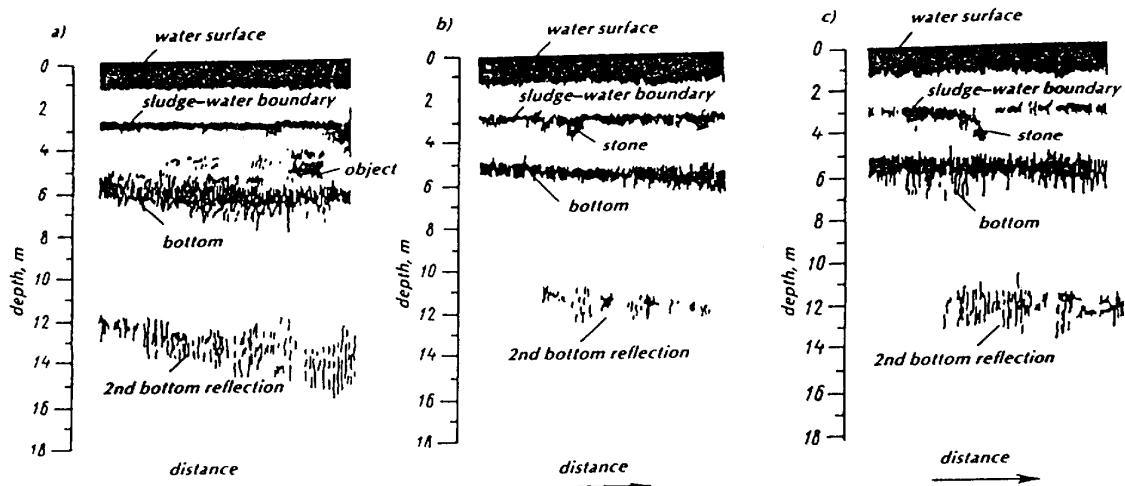 a)
water surface
0
sludge-water boundary
2
4
object
6
bottom
8
depth, m
10
12
14
2nd bottom reflection
16
18
distance
b)
water surface
0
sludge-water boundary
2
4
stone
6
bottom
8
depth, m
10
12
14
2nd bottom reflection
16
18
distance
c)
water surface
0
sludge-water boundary
2
stone
4
6
bottom
8
depth, m
10
12
14
2nd bottom reflection
16
18
distance